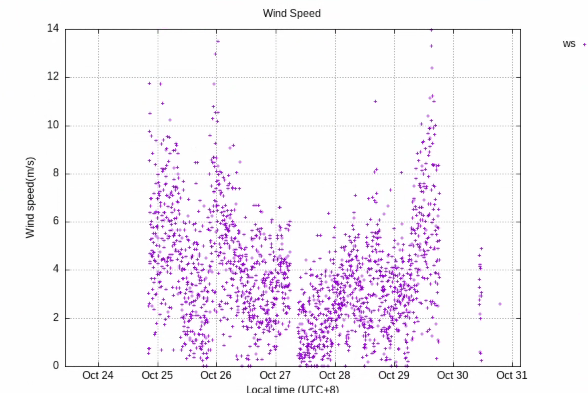 Wind Speed
ws
14
12
10
8
6
4
2
0
Wind speed(m/s)
Oct 24 Oct 25 Oct 26 Oct 27 Oct 28 Oct 29 Oct 30 Oct 31
Local time (UTC+8)